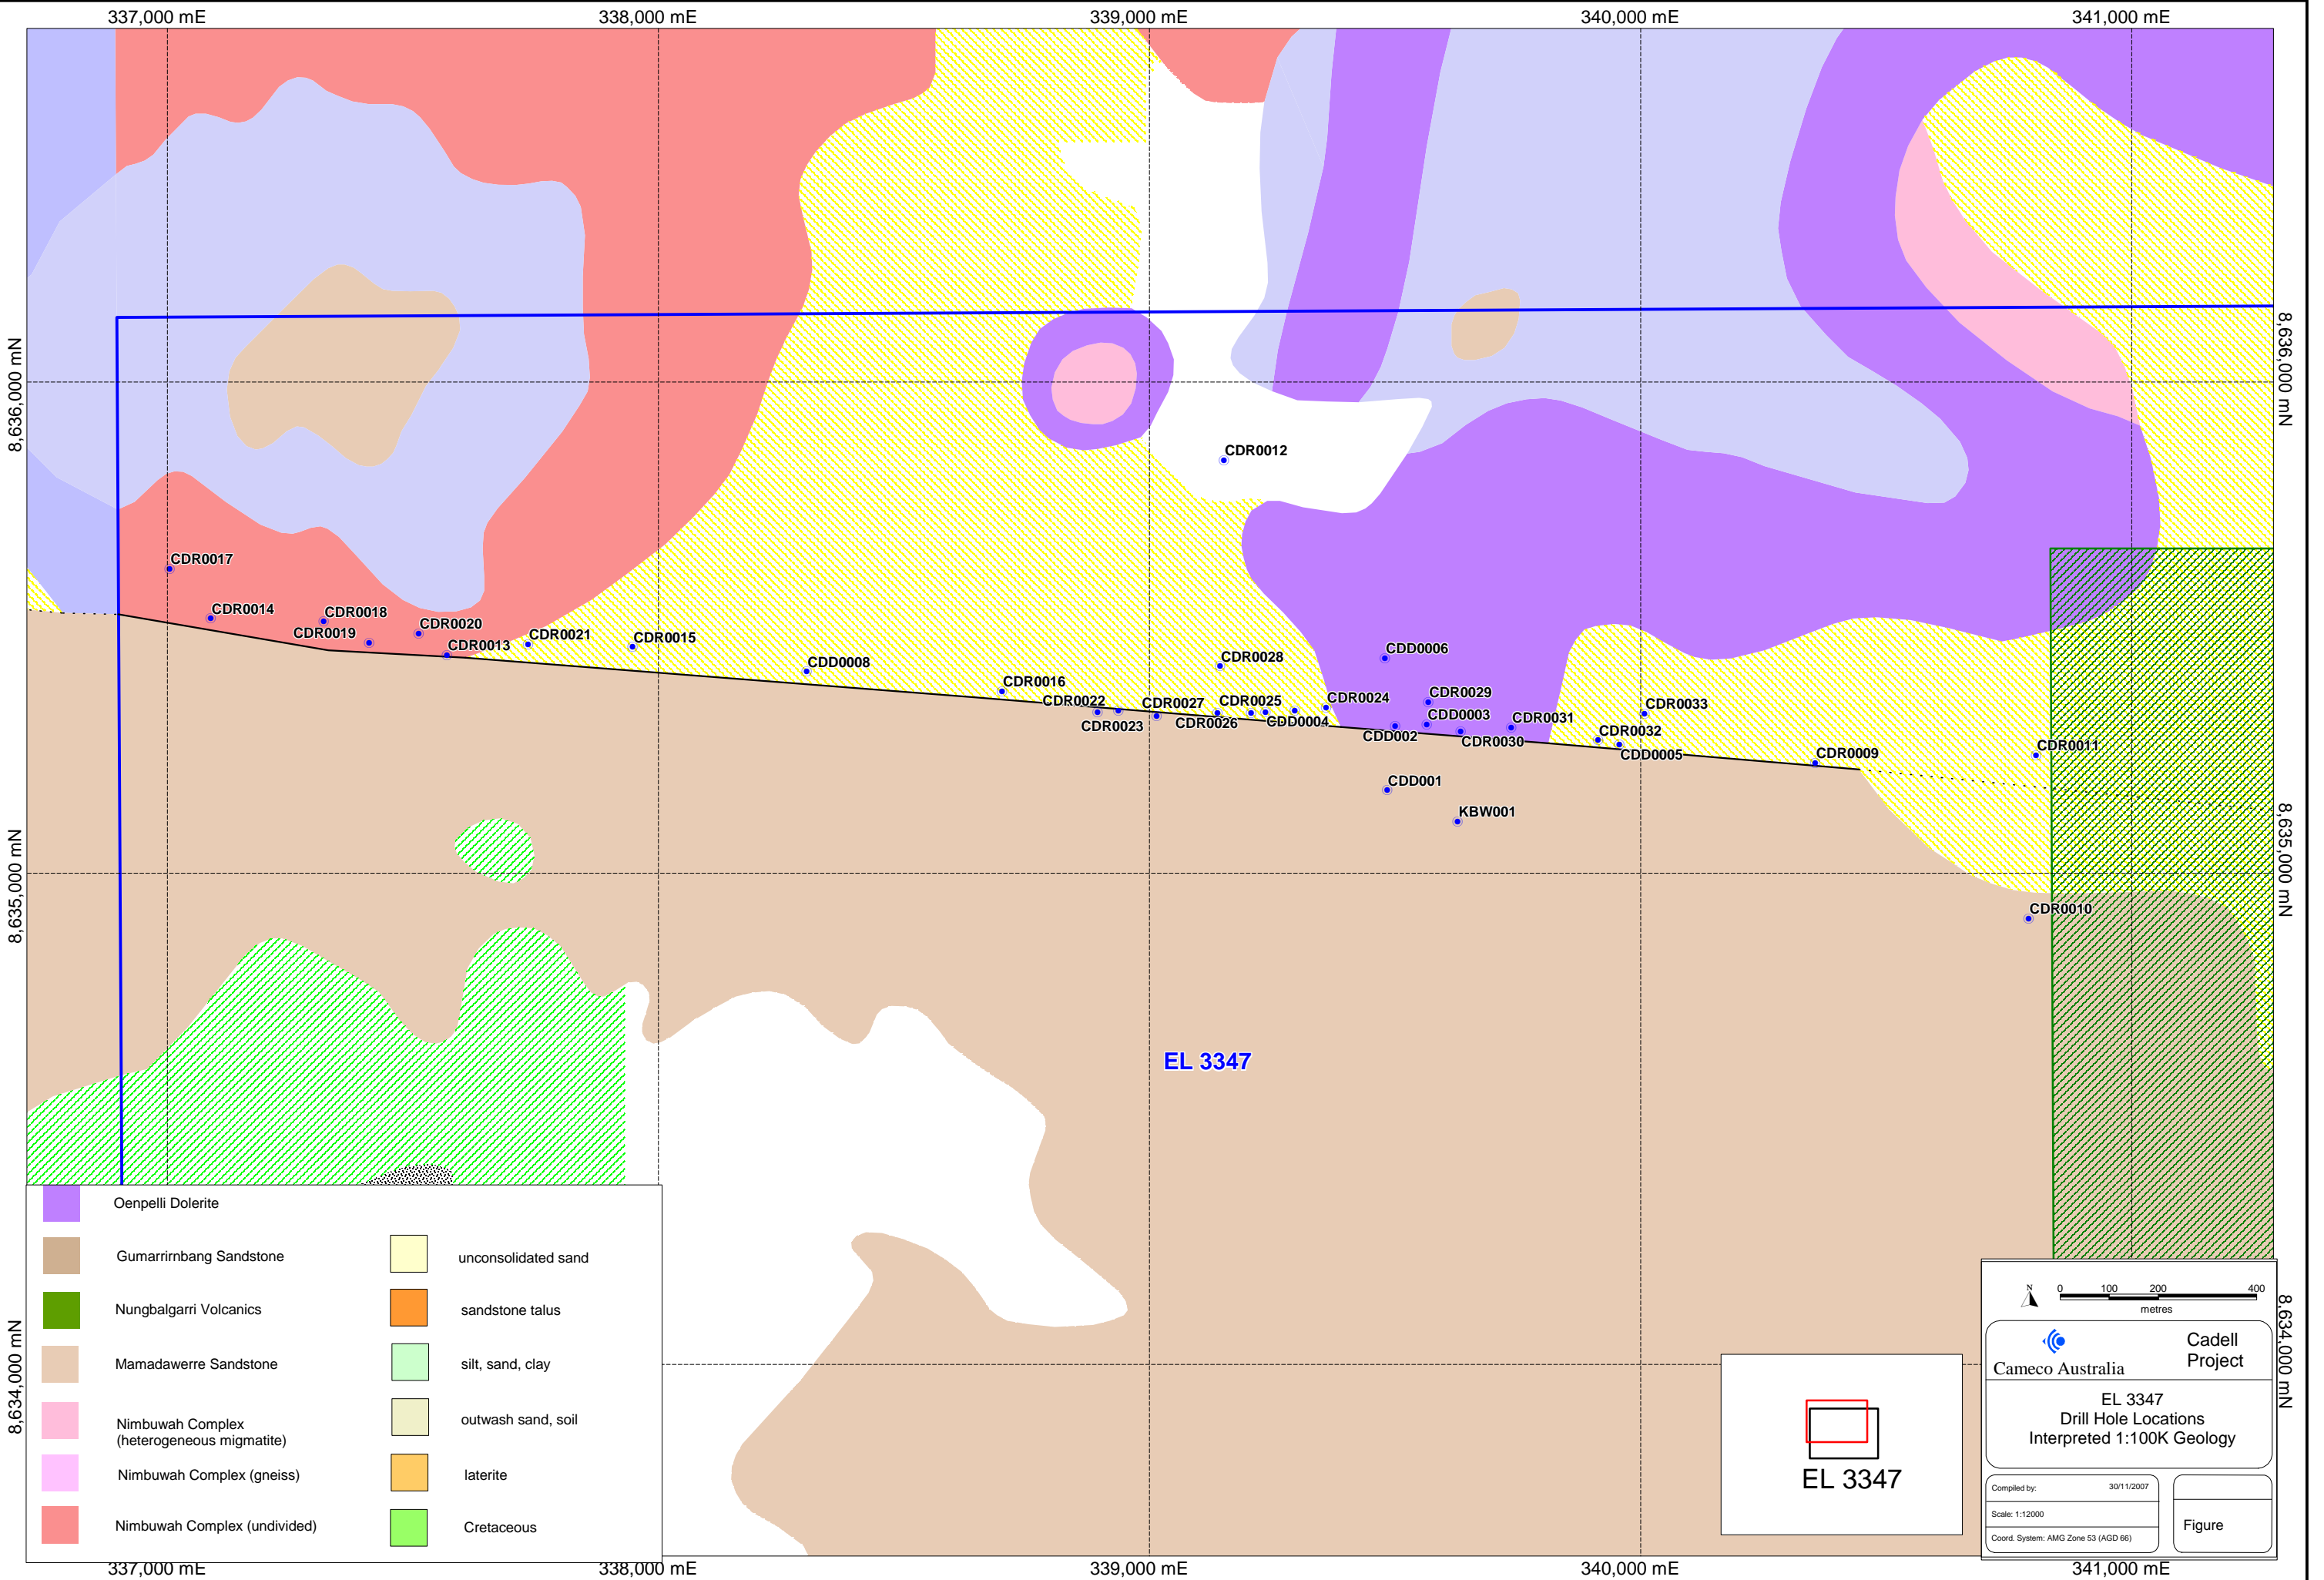 337,000 mE
338,000 mE
339,000 mE
340,000 mE
341,000 mE
8,636,000 mN
8,636,000 mN
CDR0012
CDR0017
CDR0014
CDR0018
CDR0019
CDR0020
CDR0013
CDR0021
CDR0015
CDD0008
CDR0016
CDR0028
CDD0006
CDR0022
CDR0023
CDR0027
CDR0026
CDR0025
CDD0004
CDR0024
CDR0029
CDD0003
CDD002
CDR0030
CDR0031
CDR0032
CDR0033
CDD0005
CDR0009
CDR0011
CDD001
KBW001
8,635,000 mN
8,635,000 mN
CDR0010
EL 3347
Oenpelli Dolerite
Gumarrirnbang Sandstone
Nungbalgarri Volcanics
Mamadawerre Sandstone
Nimbuwah Complex
(heterogeneous migmatite)
Nimbuwah Complex (gneiss)
Nimbuwah Complex (undivided)
unconsolidated sand
sandstone talus
silt, sand, clay
outwash sand, soil
laterite
Cretaceous
8,634,000 mN
8,634,000 mN
EL 3347
N
0 100 200 400
metres
Cameco Australia
Cadell
Project
EL 3347
Drill Hole Locations
Interpreted 1:100K Geology
Compiled by: 30/11/2007
Scale: 1:12000
Coord. System: AMG Zone 53 (AGD 66)
Figure
337,000 mE
338,000 mE
339,000 mE
340,000 mE
341,000 mE